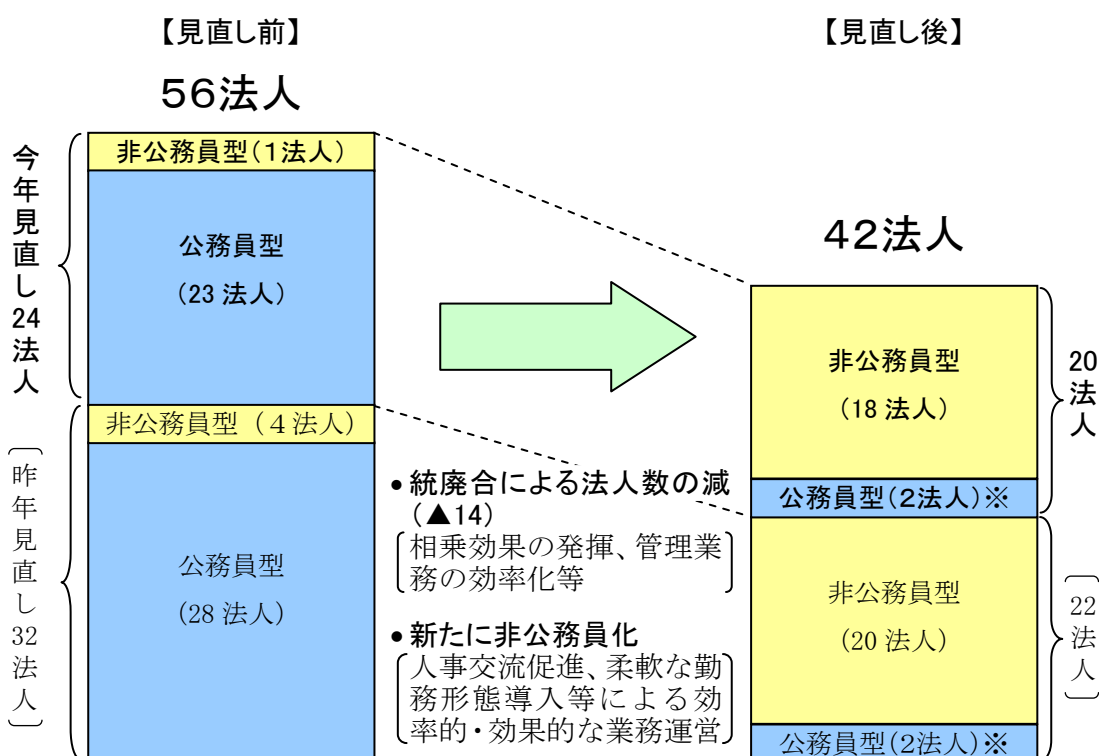 【見直し前】
【見直し後】
56法人
42法人
今年見直し24法人
非公務員型(1法人)
公務員型
(23 法人)
〔昨年見直し32法人〕
非公務員型(４法人)
公務員型
(28 法人)
• 統廃合による法人数の減
(▲14)
相乗効果の発揮、管理業
務の効率化等
• 新たに非公務員化
人事交流促進、柔軟な勤
務形態導入等による効
率的・効果的な業務運営
非公務員型
(18 法人)
公務員型(2法人)※
20法人
非公務員型
(20 法人)
公務員型(2法人)※
〔22法人〕